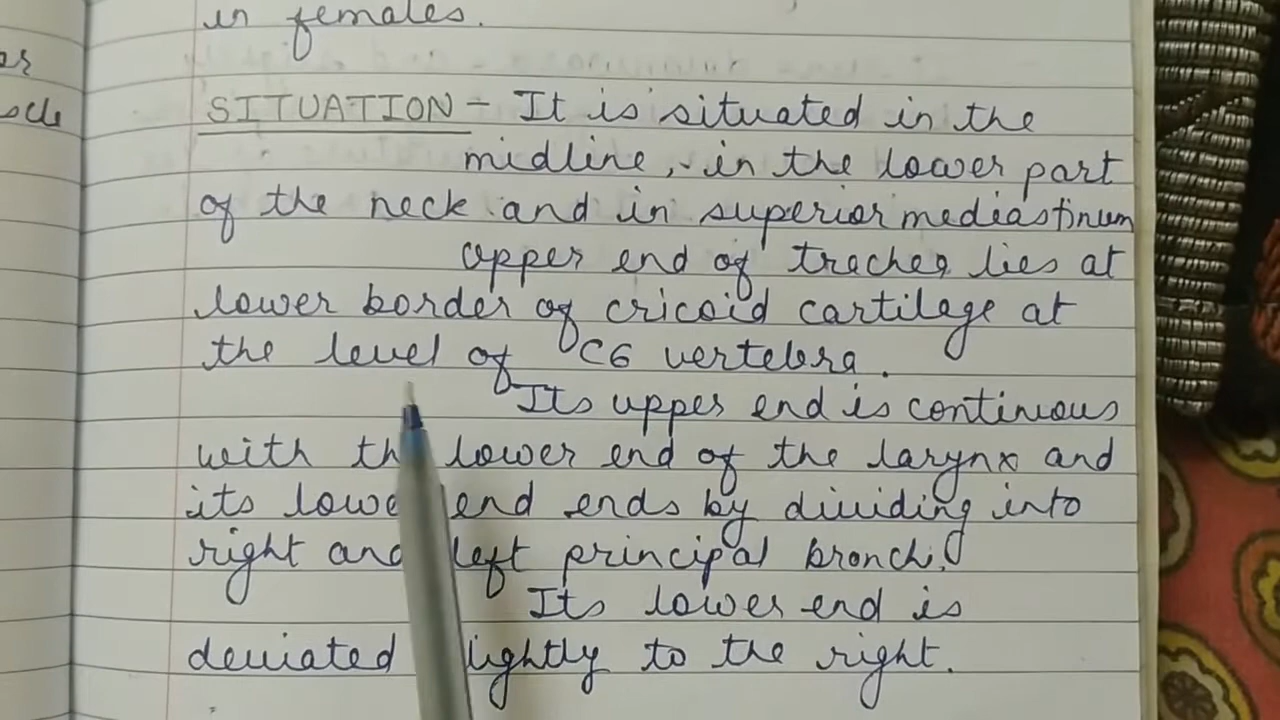 in females.
or
SITUATION - It is situated in the
midline, in the lower part
of the neck and in superior mediastinum
upper end of trachea lies at
lower border of cricoid cartilage at
the level of C6 vertebra.
Its upper end is continuous
with the lower end of the larynx and
its lower end ends by dividing into
right and left principal bronchi.
Its lower end is
deviated slightly to the right.